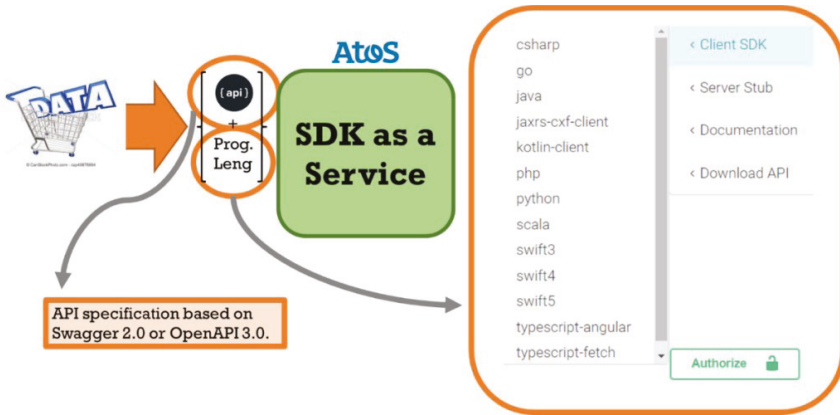 DATA
{api}
+
Prog.
Leng
AtoS
SDK as a
Service
API specification based on
Swagger 2.0 or OpenAPI 3.0.
csharp
go
java
jaxrs-cxf-client
kotlin-client
php
python
scala
swift3
swift4
swift5
typescript-angular
typescript-fetch
< Client SDK
< Server Stub
< Documentation
< Download API
Authorize